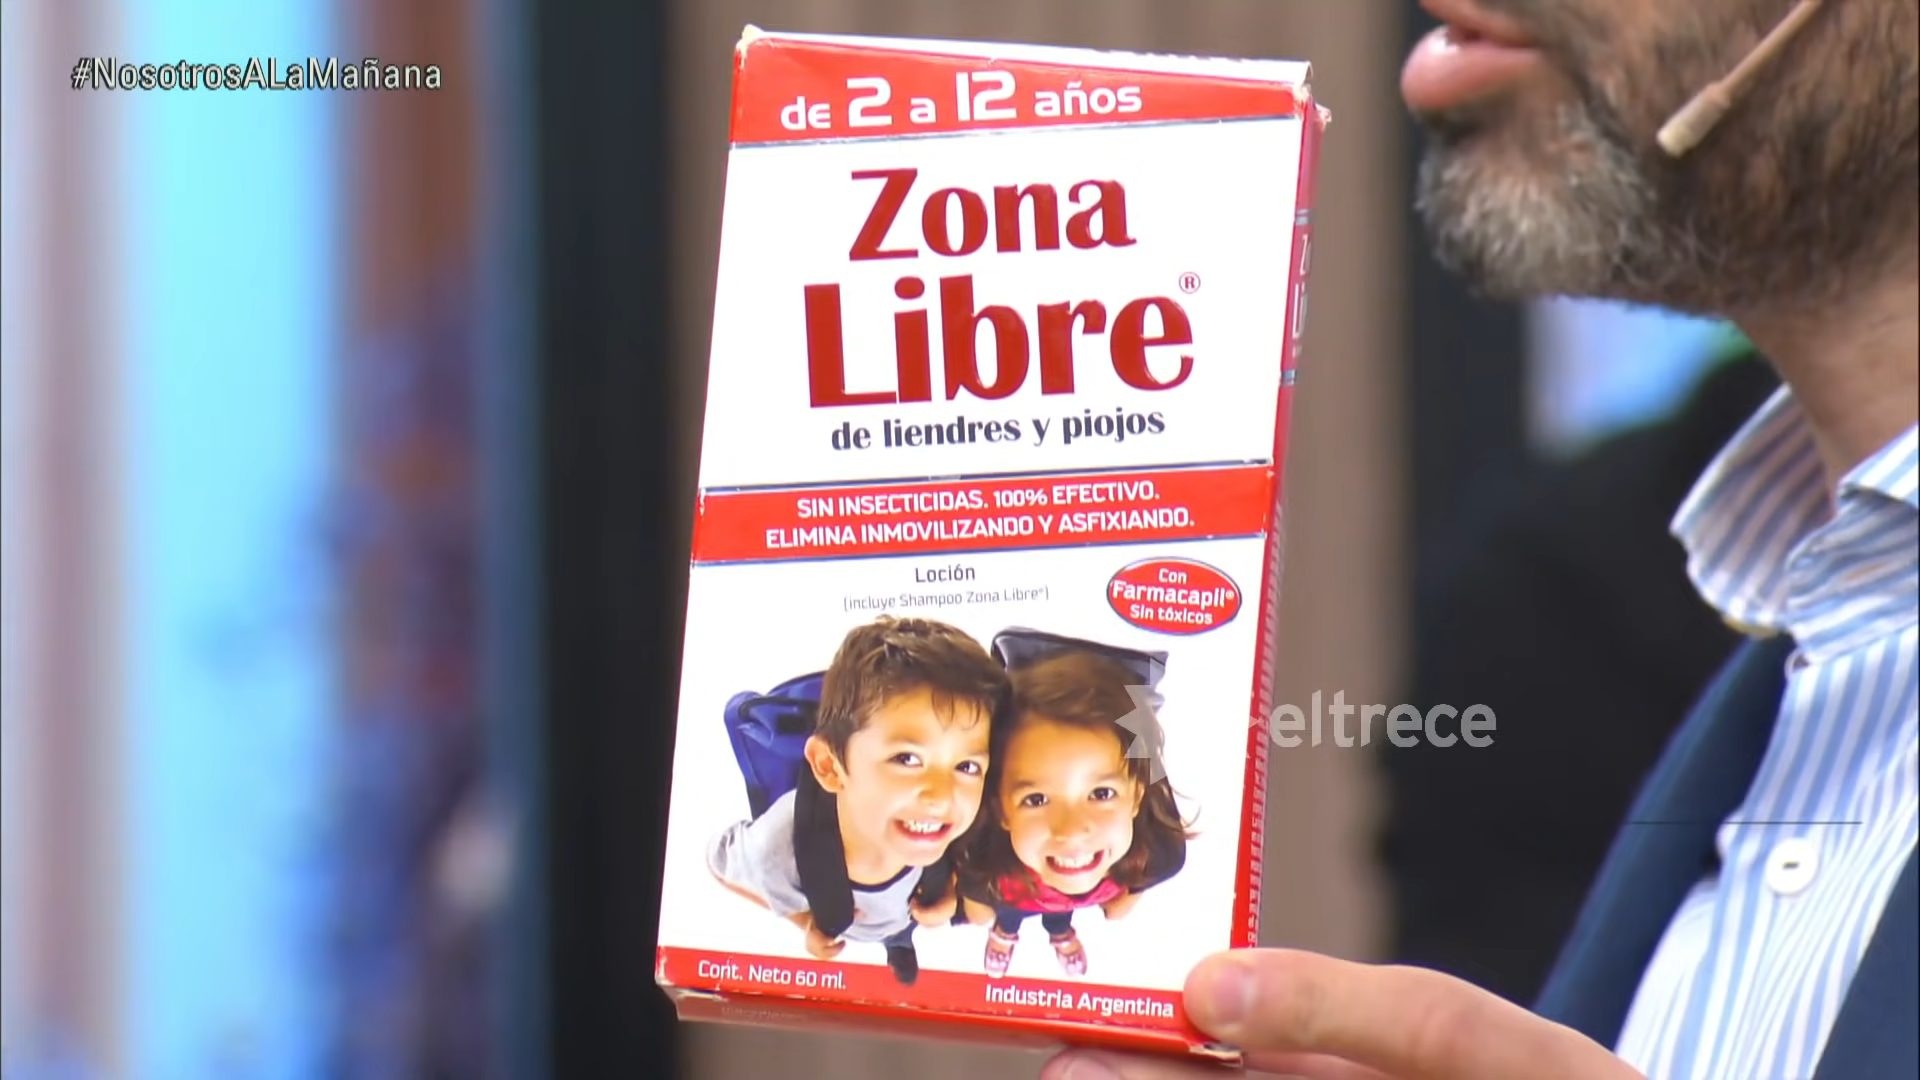 #NosotrosALaMañana
de 2 a 12 años
Zona
Libre®
de liendres y piojos
SIN INSECTICIDAS. 100% EFECTIVO.
ELIMINA INMOVILIZANDO Y ASFIXIANDO.
Loción
(incluye Shampoo Zona Libre®)
Con
Farmacapil®
Sin tóxicos
eltrece
Cont. Neto 60 ml.
Industria Argentina